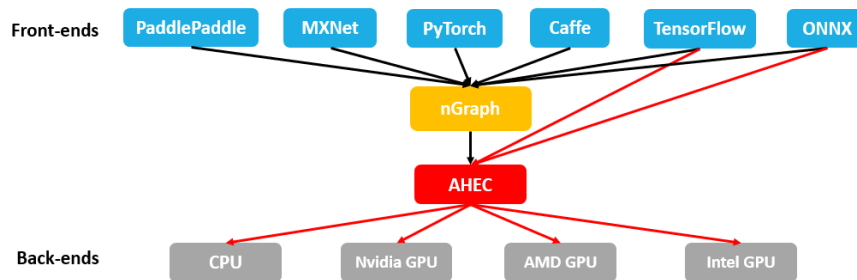 Front-ends
PaddlePaddle
MXNet
PyTorch
Caffe
TensorFlow
ONNX
nGraph
AHEC
Back-ends
CPU
Nvidia GPU
AMD GPU
Intel GPU